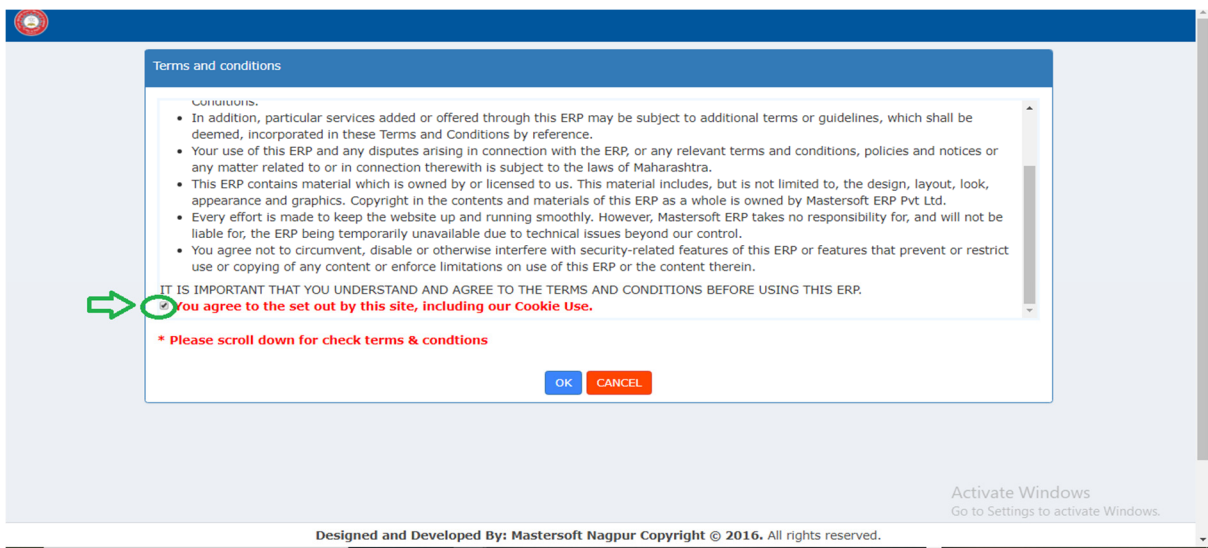 Terms and conditions
Conditions.
• In addition, particular services added or offered through this ERP may be subject to additional terms or guidelines, which shall be
deemed, incorporated in these Terms and Conditions by reference.
• Your use of this ERP and any disputes arising in connection with the ERP, or any relevant terms and conditions, policies and notices or
any matter related to or in connection therewith is subject to the laws of Maharashtra.
• This ERP contains material which is owned by or licensed to us. This material includes, but is not limited to, the design, layout, look,
appearance and graphics. Copyright in the contents and materials of this ERP as a whole is owned by Mastersoft ERP Pvt Ltd.
• Every effort is made to keep the website up and running smoothly. However, Mastersoft ERP takes no responsibility for, and will not be
liable for, the ERP being temporarily unavailable due to technical issues beyond our control.
• You agree not to circumvent, disable or otherwise interfere with security-related features of this ERP or features that prevent or restrict
use or copying of any content or enforce limitations on use of this ERP or the content therein.
IT IS IMPORTANT THAT YOU UNDERSTAND AND AGREE TO THE TERMS AND CONDITIONS BEFORE USING THIS ERP.
You agree to the set out by this site, including our Cookie Use.
* Please scroll down for check terms & condtions
OK CANCEL
Activate Windows
Go to Settings to activate Windows.
Designed and Developed By: Mastersoft Nagpur Copyright © 2016. All rights reserved.